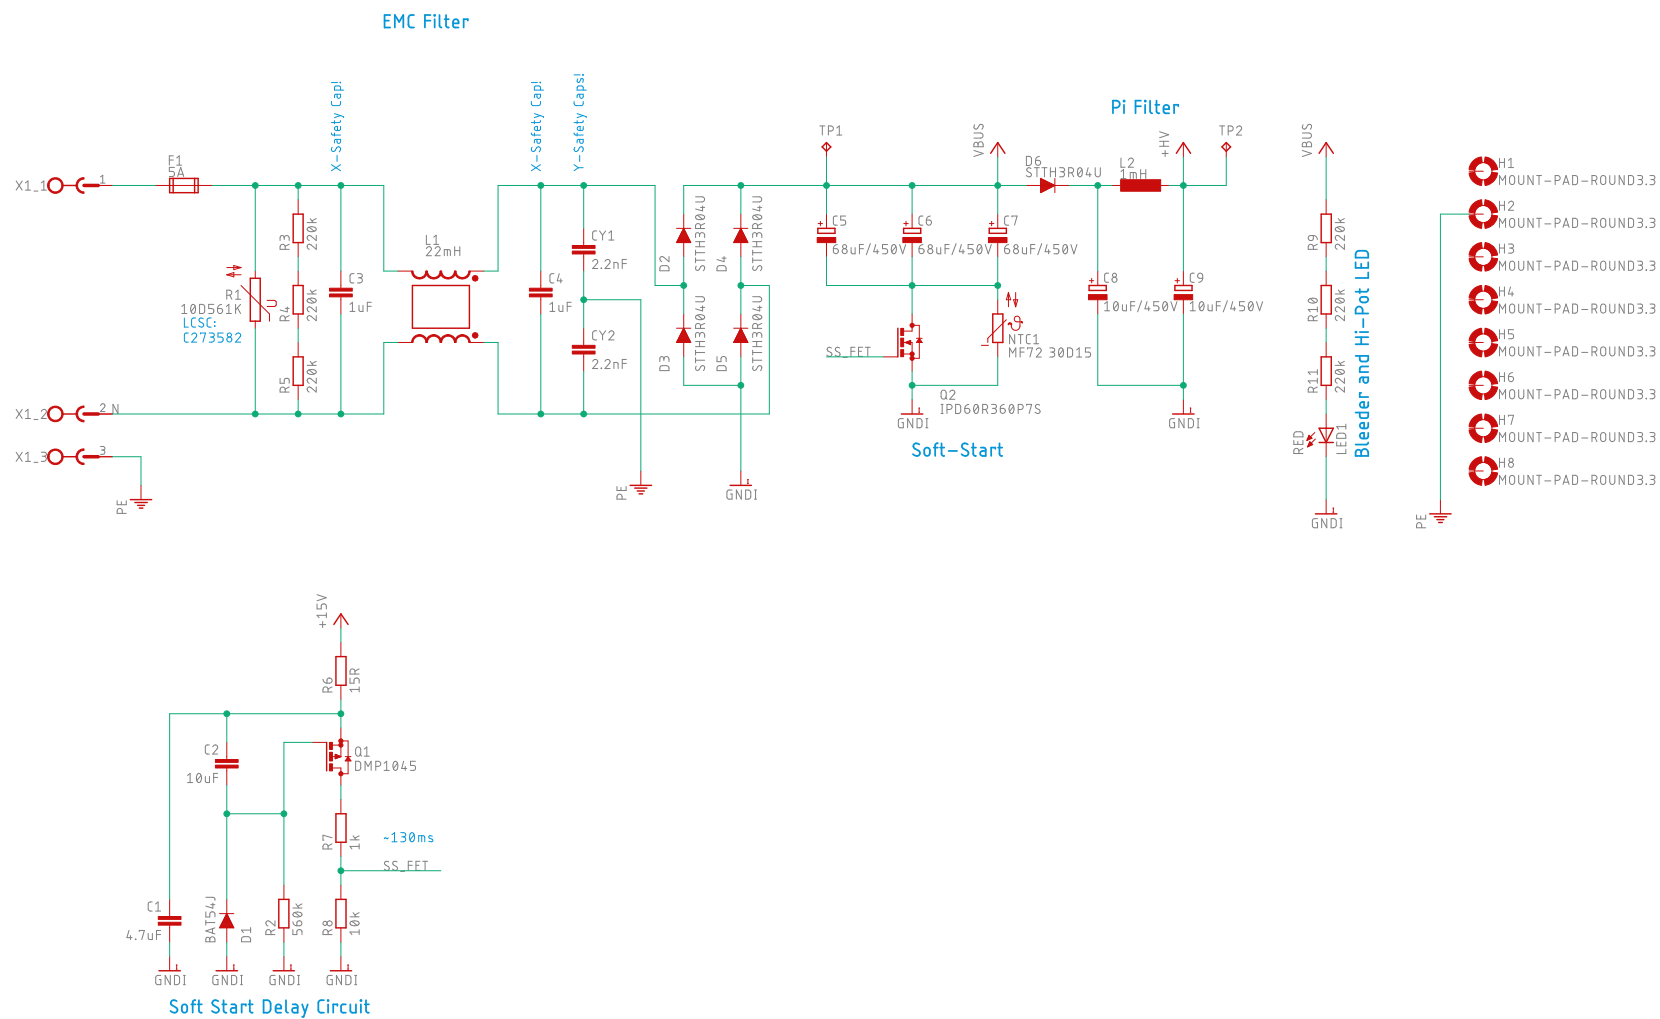 EMC Filter
X-Safety Cap!
X-Safety Cap!
Y-Safety Caps!
Pi Filter
X1_1
1
F1
5A
R1
10D561K
U
LCSC:
C273582
R3
220k
R4
220k
R5
220k
C3
1uF
L1
22mH
C4
1uF
CY1
2.2nF
CY2
2.2nF
X1_2
2
N
X1_3
3
PE
PE
D2
STTH3R04U
D4
STTH3R04U
D3
STTH3R04U
D5
STTH3R04U
GNDI
TP1
VBUS
C5
68uF/450V
C6
68uF/450V
C7
68uF/450V
SS_FET
NTC1
MF72 30D15
Q2
IPD60R360P7S
GNDI
Soft-Start
D6
STTH3R04U
L2
1mH
+HV
TP2
C8
10uF/450V
C9
10uF/450V
GNDI
VBUS
R9
220k
R10
220k
R11
220k
RED
LED1
GNDI
Bleeder and Hi-Pot LED
H1
MOUNT-PAD-ROUND3.3
H2
MOUNT-PAD-ROUND3.3
H3
MOUNT-PAD-ROUND3.3
H4
MOUNT-PAD-ROUND3.3
H5
MOUNT-PAD-ROUND3.3
H6
MOUNT-PAD-ROUND3.3
H7
MOUNT-PAD-ROUND3.3
H8
MOUNT-PAD-ROUND3.3
PE
+15V
R6
15R
C2
10uF
Q1
DMP1045
R7
1k
~130ms
SS_FET
C1
4.7uF
BAT54J
D1
R2
560k
R8
10k
GNDI
GNDI
GNDI
GNDI
Soft Start Delay Circuit